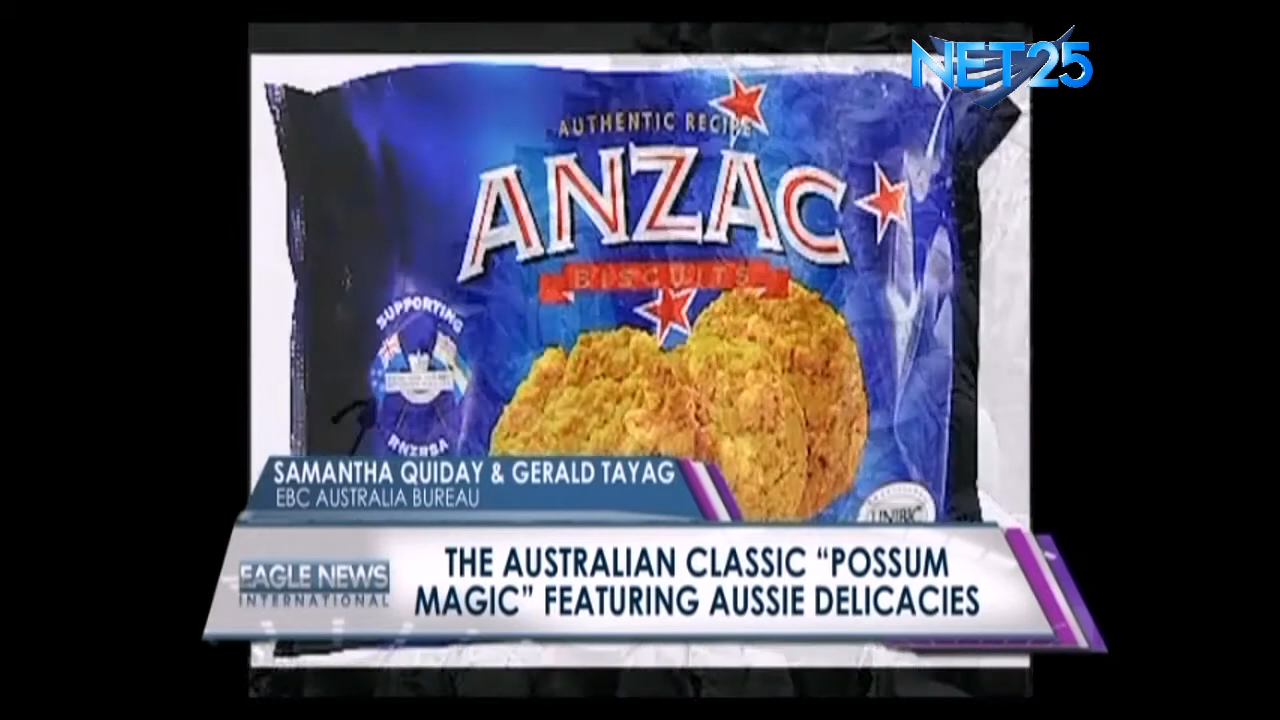 NET25
AUTHENTIC RECIPE
ANZAC
BISCUITS
SUPPORTING
RNZRSA
UNIBIC
SAMANTHA QUIDAY & GERALD TAYAG
EBC AUSTRALIA BUREAU
EAGLE NEWS
INTERNATIONAL
THE AUSTRALIAN CLASSIC “POSSUM
MAGIC” FEATURING AUSSIE DELICACIES